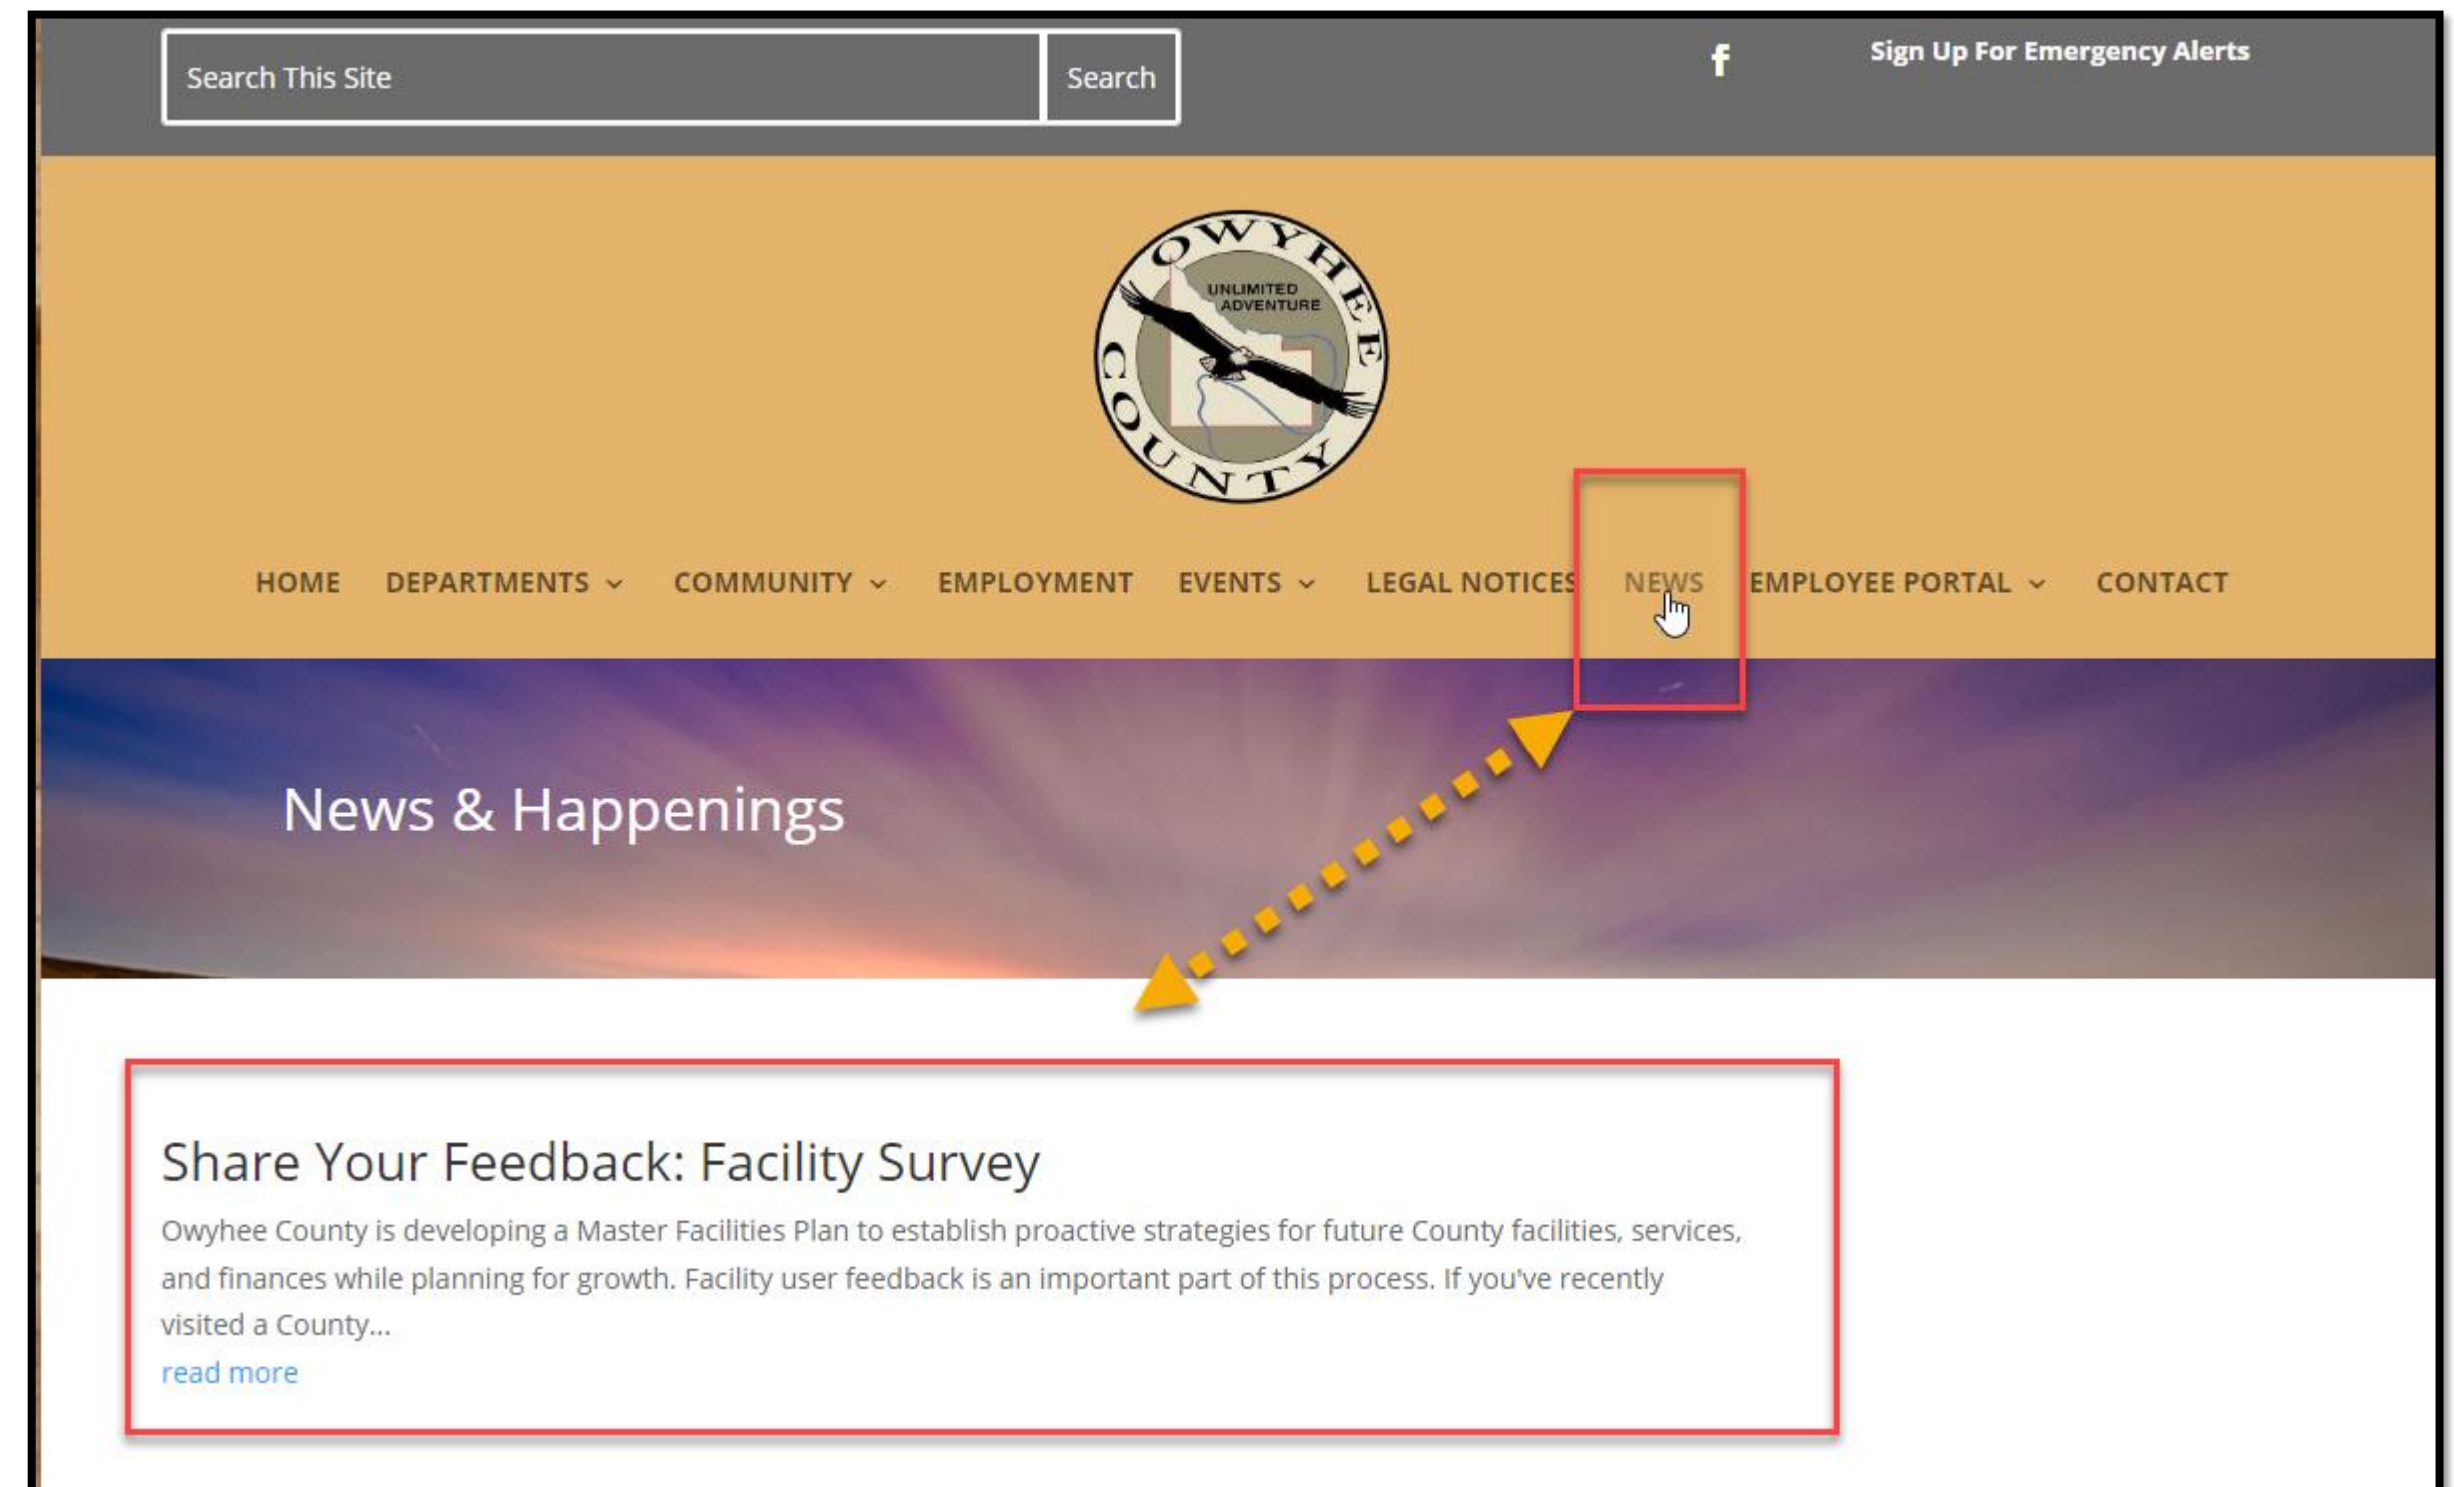 Search This Site
Search
f
Sign Up For Emergency Alerts
OWYHEE
UNLIMITED
ADVENTURE
COUNTY
HOME DEPARTMENTS COMMUNITY EMPLOYMENT EVENTS LEGAL NOTICES NEWS EMPLOYEE PORTAL CONTACT
News & Happenings
Share Your Feedback: Facility Survey
Owyhee County is developing a Master Facilities Plan to establish proactive strategies for future County facilities, services,
and finances while planning for growth. Facility user feedback is an important part of this process. If you've recently
visited a County...
read more